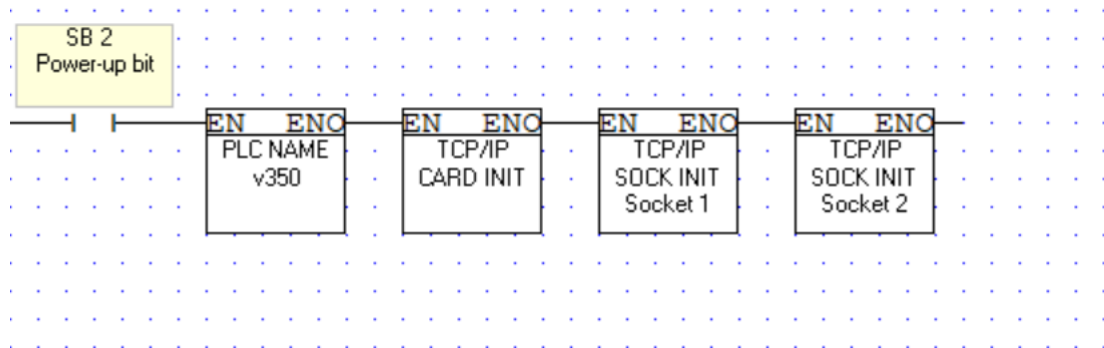 SB 2
Power-up bit
EN ENO
PLC NAME
v350
EN ENO
TCP/IP
CARD INIT
EN ENO
TCP/IP
SOCK INIT
Socket 1
EN ENO
TCP/IP
SOCK INIT
Socket 2